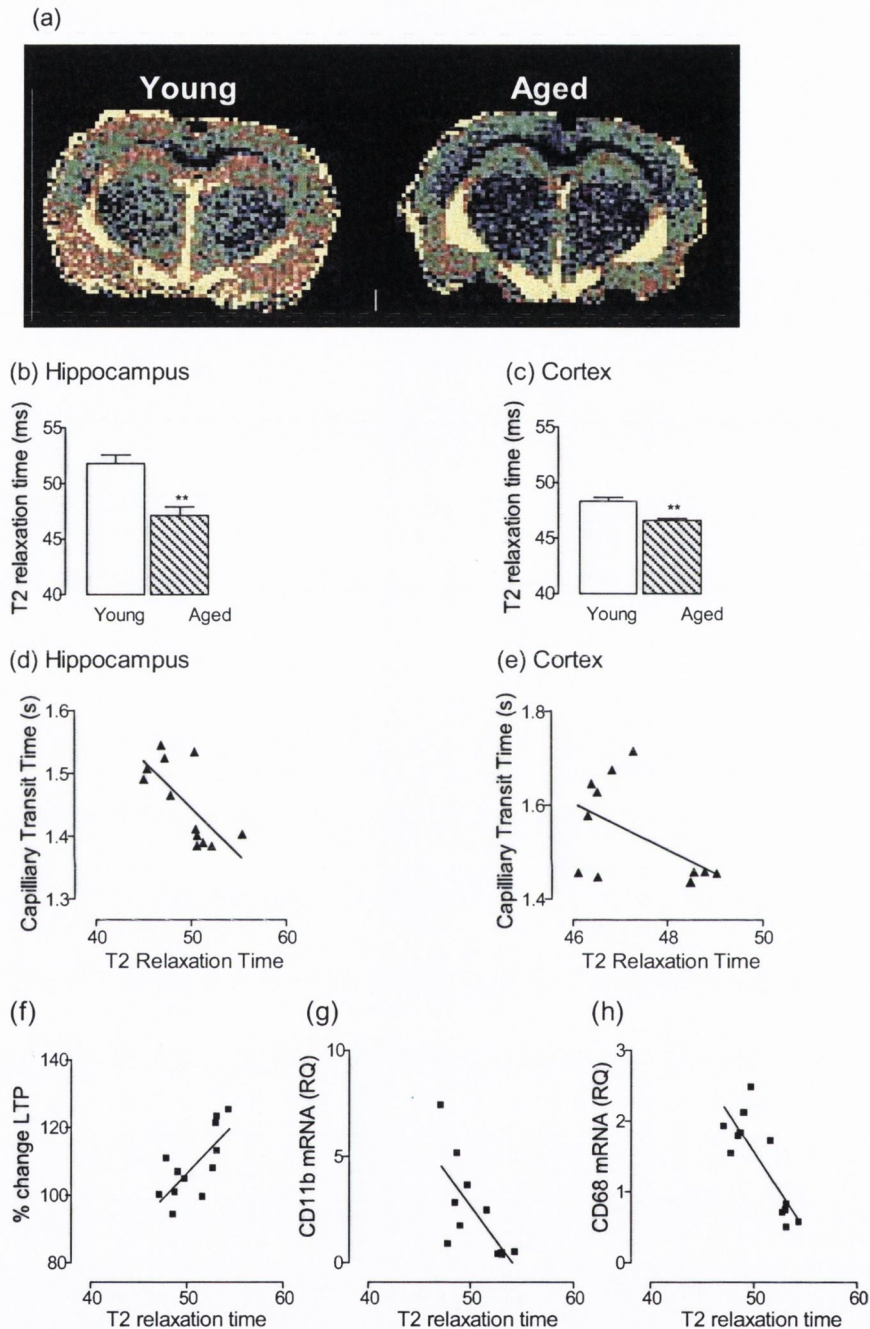 (a)
Young
Aged
(b) Hippocampus
T2 relaxation time (ms)
55
50
45
40
**
Young
Aged
(c) Cortex
T2 relaxation time (ms)
55
50
45
40
**
Young
Aged
(d) Hippocampus
Capilliary Transit Time (s)
1.6
1.5
1.4
1.3
40
50
60
T2 Relaxation Time
(e) Cortex
Capilliary Transit Time (s)
1.8
1.6
1.4
46
48
50
T2 Relaxation Time
(f)
% change LTP
140
120
100
80
40
50
60
T2 relaxation time
(g)
CD11b mRNA (RQ)
10
5
0
40
50
60
T2 relaxation time
(h)
CD68 mRNA (RQ)
3
2
1
0
40
50
60
T2 relaxation time